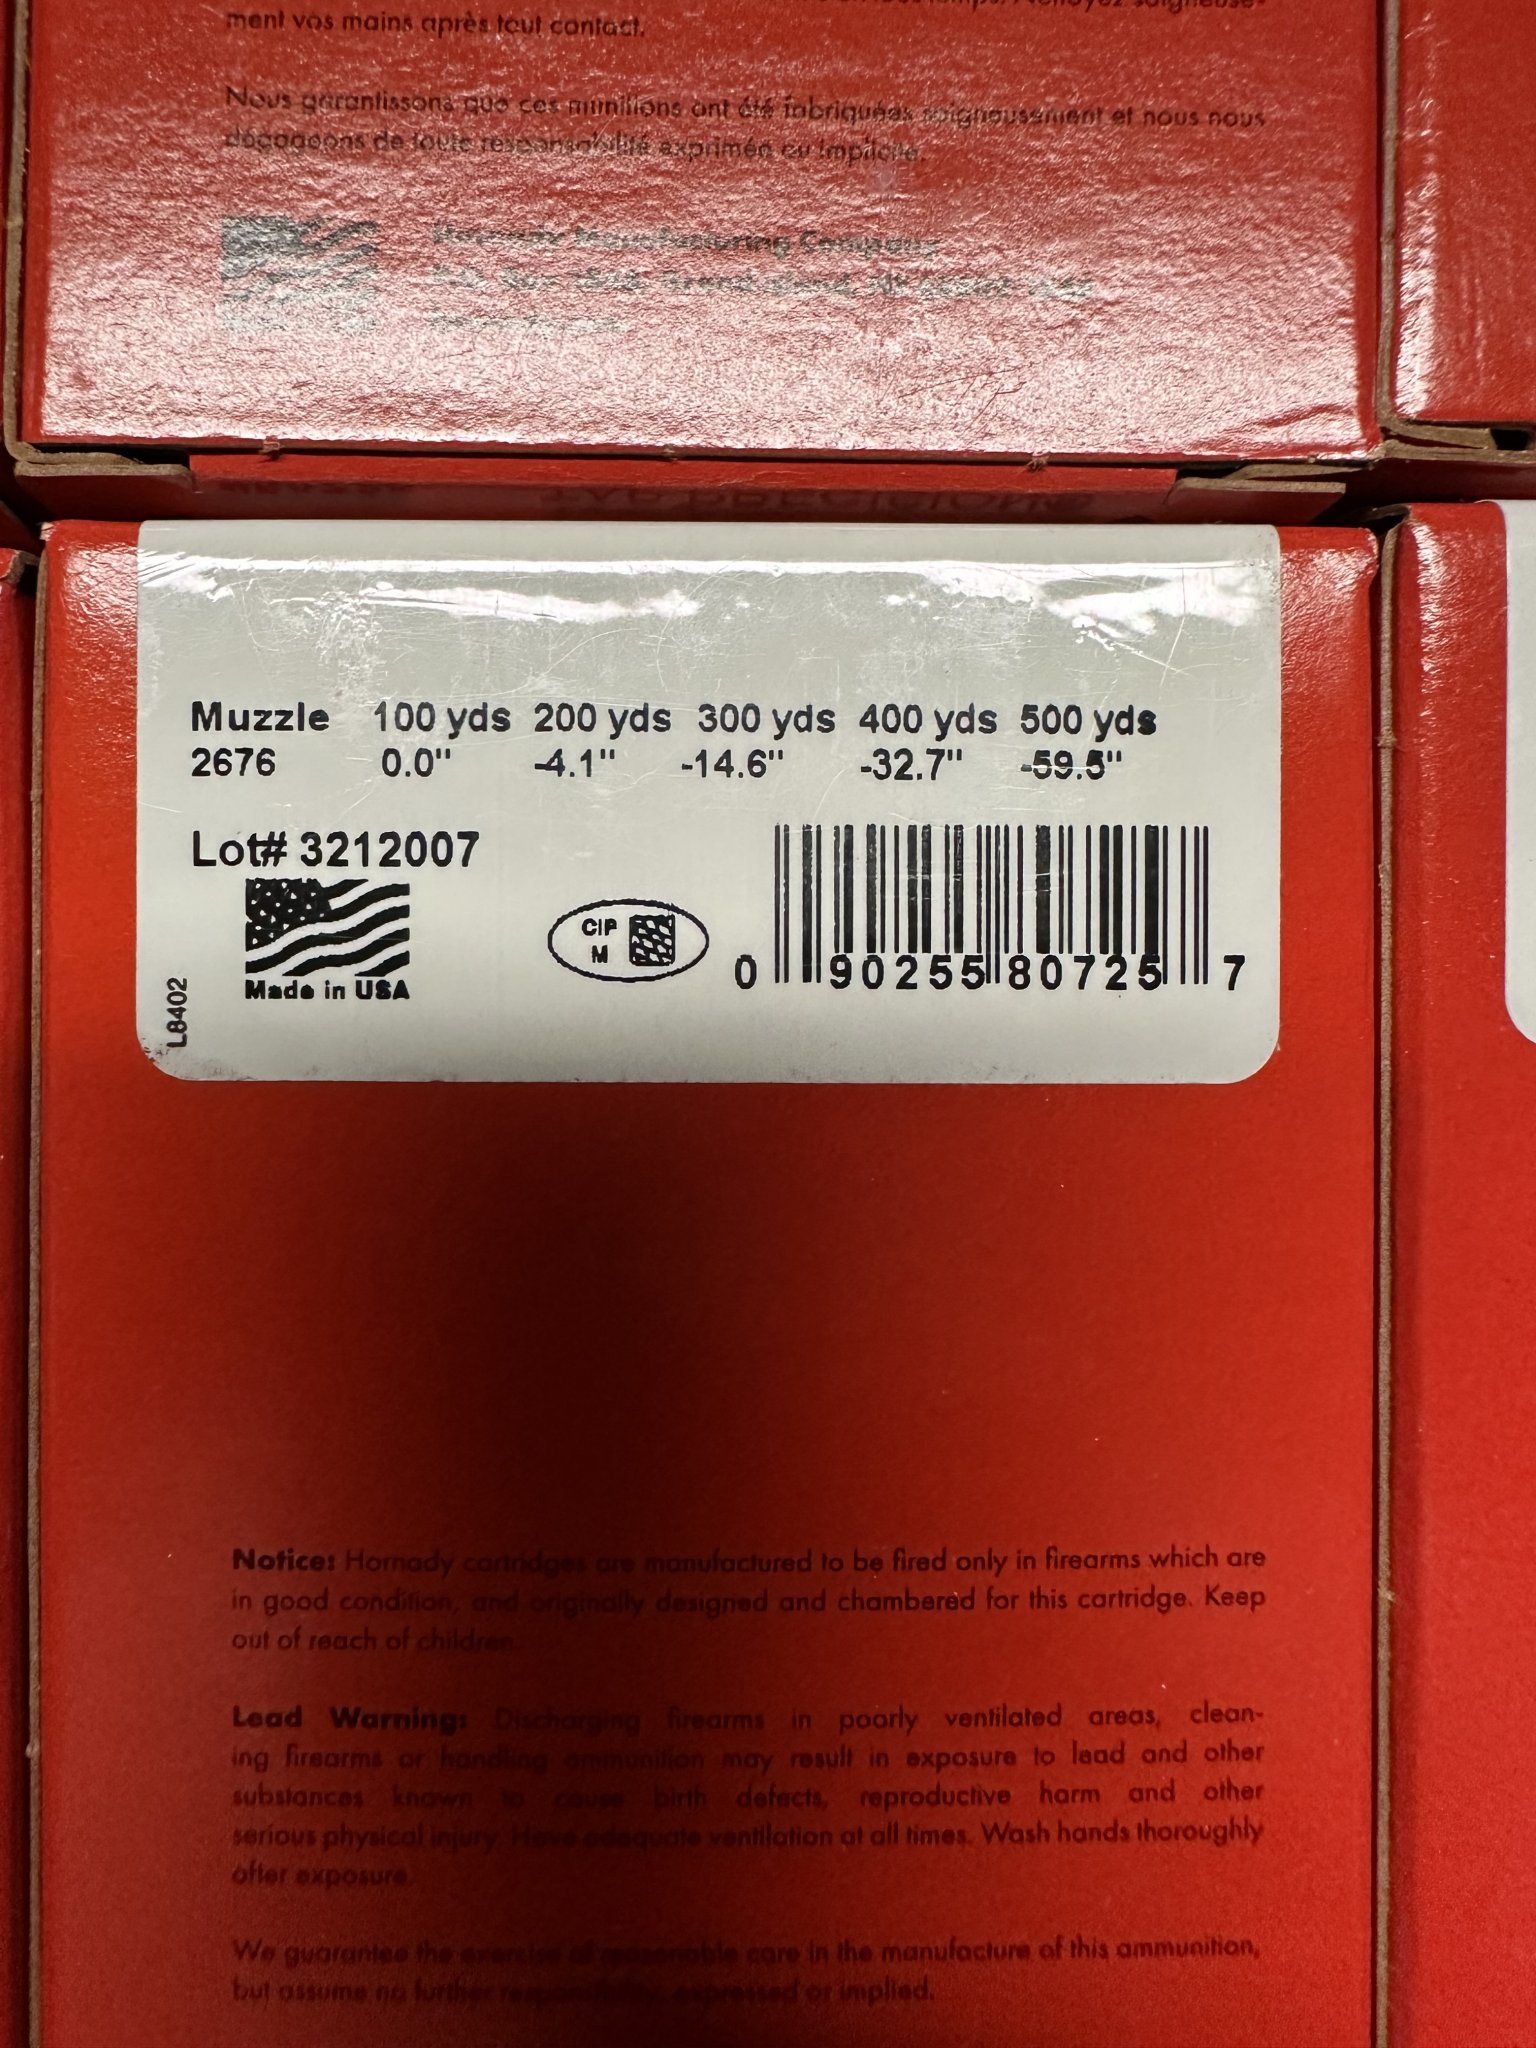 ment vos mains après tout contact.
Nous garantissons que ces munitions ont été fabriquées soigneusement et nous nous
dégageons de toute responsabilité exprimée ou implicite.
Hornady Manufacturing Company
Muzzle 100 yds 200 yds 300 yds 400 yds 500 yds
2676 0.0" -4.1" -14.6" -32.7" -59.5"
Lot# 3212007
CIP
M
Made in USA
L8402
0 90255 80725 7
Notice: Hornady cartridges are manufactured to be fired only in firearms which are
in good condition, and originally designed and chambered for this cartridge. Keep
out of reach of children.
Lead Warning: Discharging firearms in poorly ventilated areas, clean-
ing firearms or handling ammunition may result in exposure to lead and other
substances known to cause birth defects, reproductive harm and other
serious physical injury. Have adequate ventilation at all times. Wash hands thoroughly
after exposure.
We guarantee the exercise of reasonable care in the manufacture of this ammunition,
but assume no further responsibility, expressed or implied.